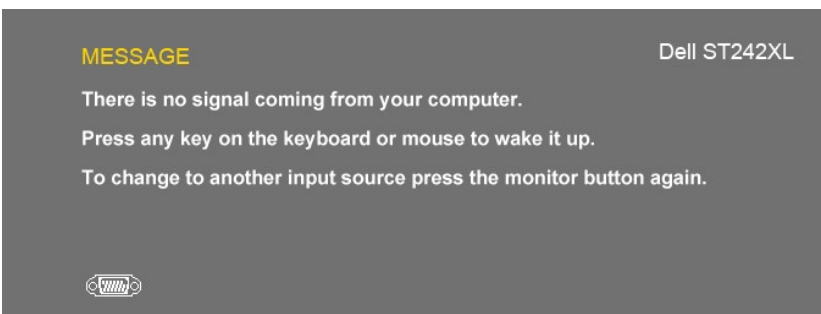 MESSAGE
Dell ST242XL
There is no signal coming from your computer.
Press any key on the keyboard or mouse to wake it up.
To change to another input source press the monitor button again.